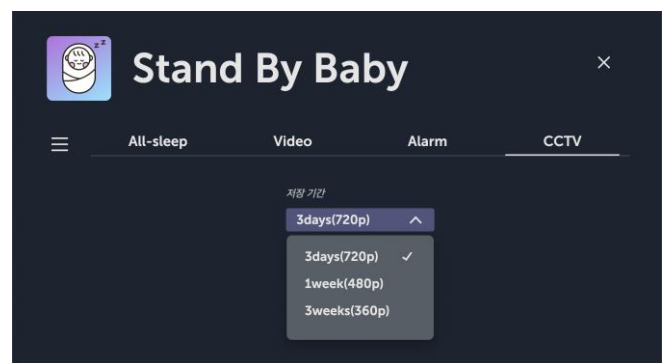 z z
Stand By Baby
All-sleep Video Alarm CCTV
저장 기간
3days(720p)
3days(720p)
1week(480p)
3weeks(360p)